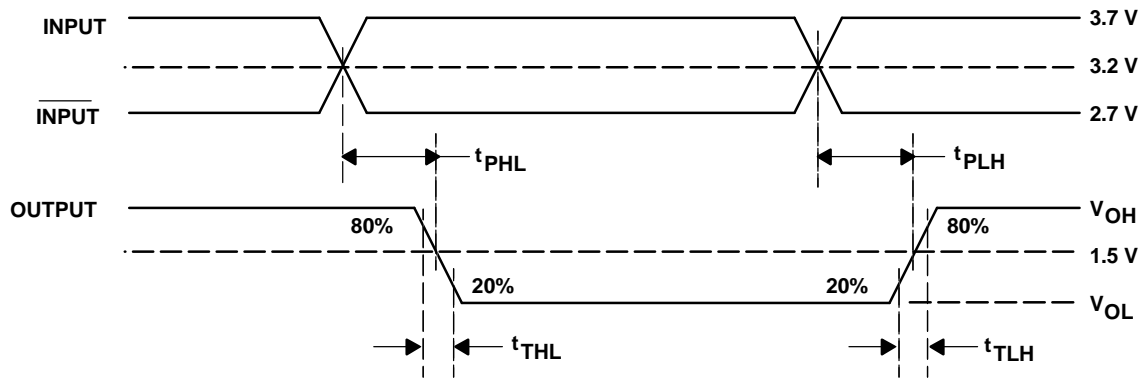 INPUT
3.7 V
3.2 V
INPUT
2.7 V
tPHL
tPLH
OUTPUT
VOH
80%
80%
1.5 V
20%
20%
VOL
tTHL
tTLH